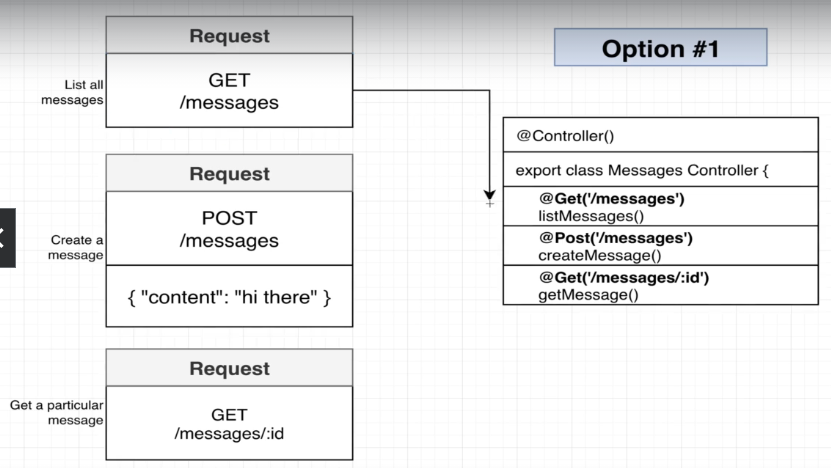 Option #1
Request
List all
messages
GET
/messages
Request
Create a
message
POST
/messages
{ "content": "hi there" }
Request
Get a particular
message
GET
/messages/:id
@Controller()
export class Messages Controller {
@Get('/messages')
listMessages()
@Post('/messages')
createMessage()
@Get('/messages/:id')
getMessage()